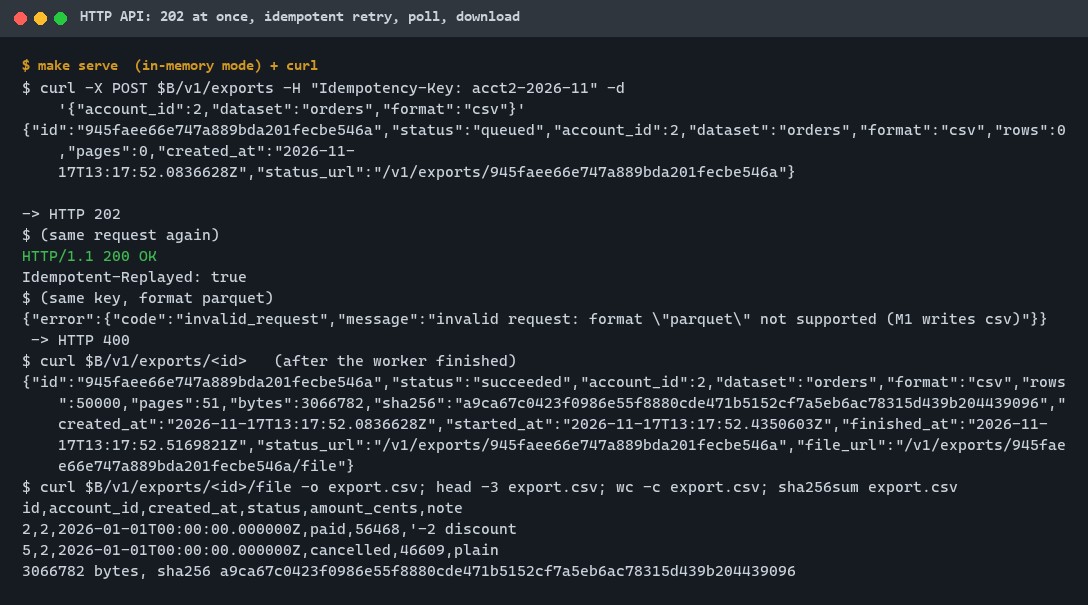 HTTP API: 202 at once, idempotent retry, poll, download
$ make serve  (in-memory mode) + curl
$ curl -X POST $B/v1/exports -H "Idempotency-Key: acct2-2026-11" -d
'{"account_id":2,"dataset":"orders","format":"csv"}'
{"id":"945faee66e747a889bda201fecbe546a","status":"queued","account_id":2,"dataset":"orders","format":"csv","rows":0
,"pages":0,"created_at":"2026-11-
17T13:17:52.0836628Z","status_url":"/v1/exports/945faee66e747a889bda201fecbe546a"}
-> HTTP 202
$ (same request again)
HTTP/1.1 200 OK
Idempotent-Replayed: true
$ (same key, format parquet)
{"error":{"code":"invalid_request","message":"invalid request: format \"parquet\" not supported (M1 writes csv)"}}
-> HTTP 400
$ curl $B/v1/exports/<id>   (after the worker finished)
{"id":"945faee66e747a889bda201fecbe546a","status":"succeeded","account_id":2,"dataset":"orders","format":"csv","rows
":50000,"pages":51,"bytes":3066782,"sha256":"a9ca67c0423f0986e55f8880cde471b5152cf7a5eb6ac78315d439b204439096","
created_at":"2026-11-17T13:17:52.0836628Z","started_at":"2026-11-17T13:17:52.4350603Z","finished_at":"2026-11-
17T13:17:52.5169821Z","status_url":"/v1/exports/945faee66e747a889bda201fecbe546a","file_url":"/v1/exports/945fae
e66e747a889bda201fecbe546a/file"}
$ curl $B/v1/exports/<id>/file -o export.csv; head -3 export.csv; wc -c export.csv; sha256sum export.csv
id,account_id,created_at,status,amount_cents,note
2,2,2026-01-01T00:00:00.000000Z,paid,56468,'-2 discount
5,2,2026-01-01T00:00:00.000000Z,cancelled,46609,plain
3066782 bytes, sha256 a9ca67c0423f0986e55f8880cde471b5152cf7a5eb6ac78315d439b204439096